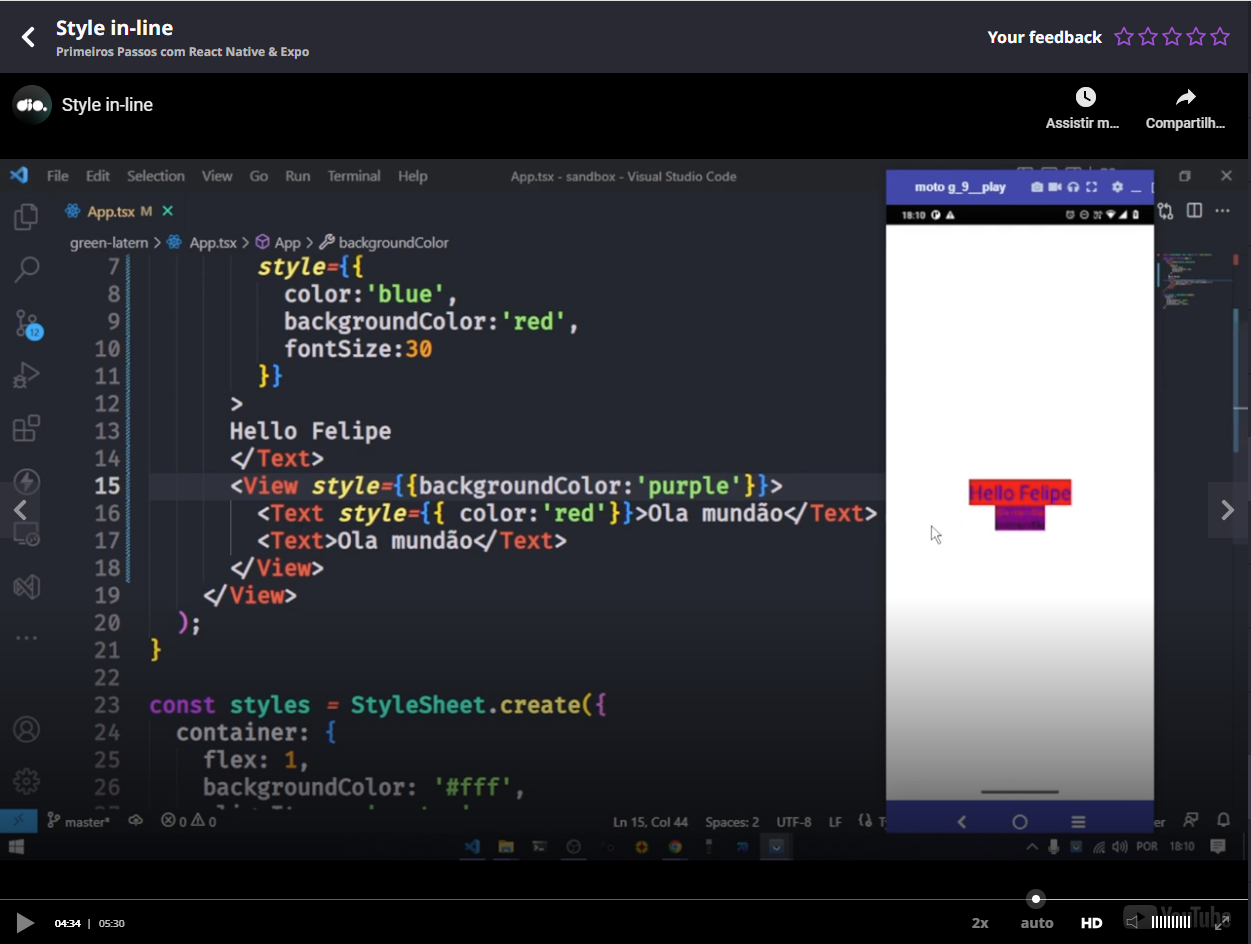 Style in-line
Primeiros Passos com React Native & Expo
Your feedback
dio.
Style in-line
Assistir m...
Compartilh...
File Edit Selection View Go Run Terminal Help
App.tsx - sandbox - Visual Studio Code
moto g_9__play
App.tsx M
18:10
green-latern > App.tsx > App > backgroundColor
7 style={{
8 color:'blue',
9 backgroundColor:'red',
10 fontSize:30
11 }}
12 >
13 Hello Felipe
14 </Text>
15 <View style={{backgroundColor:'purple'}}>
16 <Text style={{ color:'red'}}>Ola mundão</Text>
17 <Text>Ola mundão</Text>
18 </View>
19 </View>
20 );
21 }
22
23 const styles = StyleSheet.create({
24 container: {
25 flex: 1,
26 backgroundColor: '#fff',
12
Hello Felipe
master* 0 0
Ln 15, Col 44 Spaces: 2 UTF-8 LF
POR 18:10
04:34 | 05:30
2x auto HD
YouTube